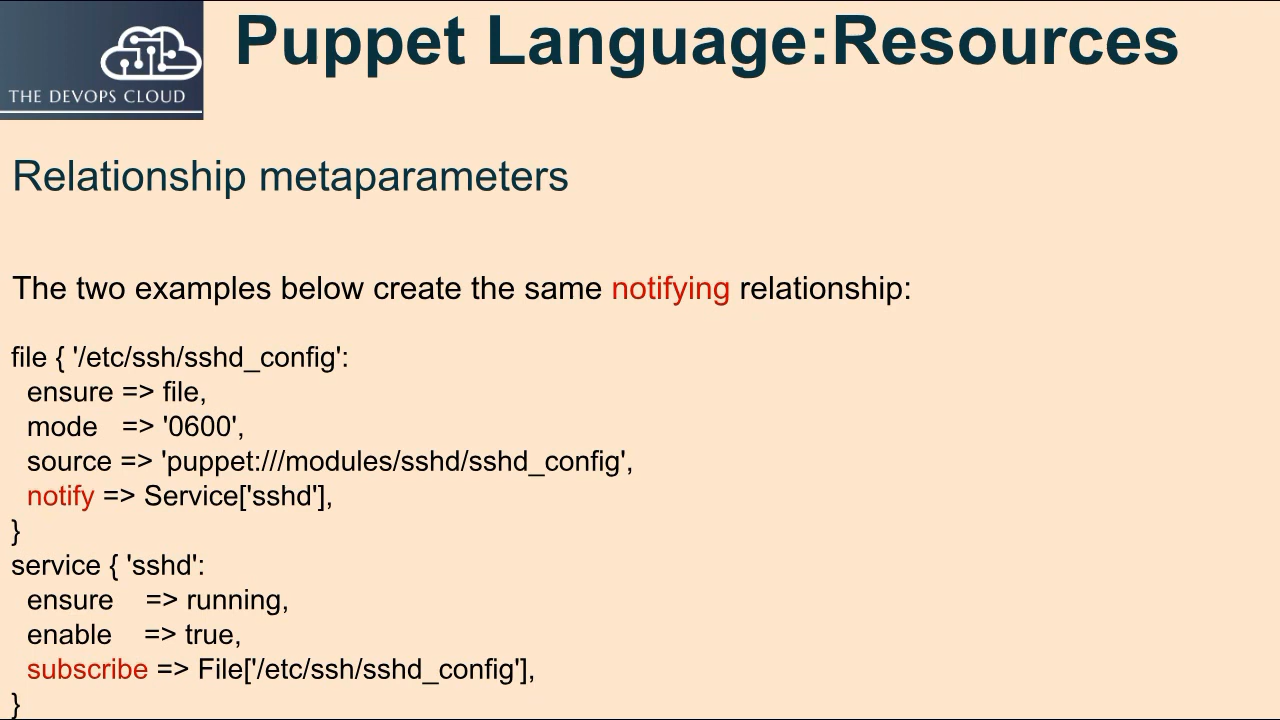 THE DEVOPS CLOUD
Puppet Language:Resources
Relationship metaparameters
The two examples below create the same notifying relationship:
file { '/etc/ssh/sshd_config':
  ensure => file,
  mode   => '0600',
  source => 'puppet:///modules/sshd/sshd_config',
  notify => Service['sshd'],
}
service { 'sshd':
  ensure    => running,
  enable    => true,
  subscribe => File['/etc/ssh/sshd_config'],
}